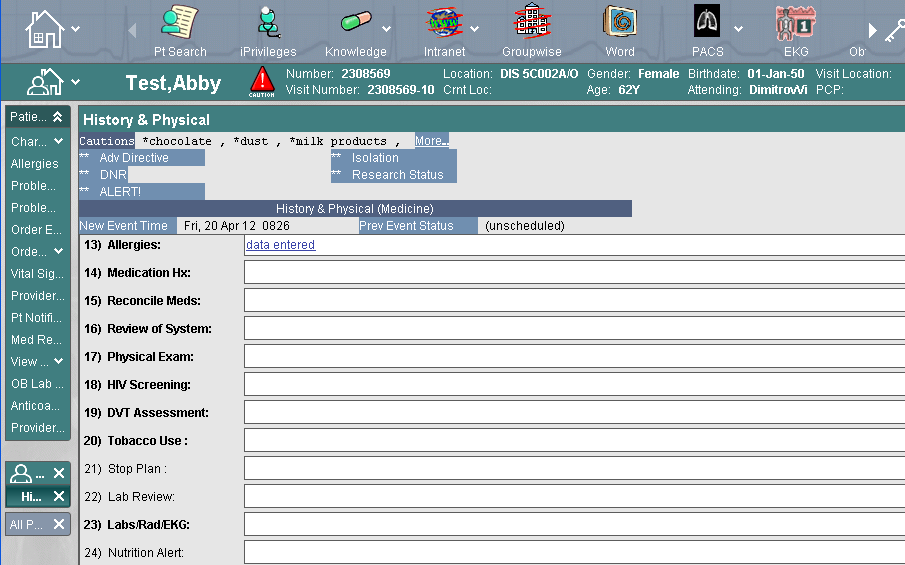 Pt Search iPrivileges Knowledge Intranet Groupwise Word PACS EKG Ob
Test,Abby
CAUTION
Number: 2308569 Location: DIS 5C002A/O Gender: Female Birthdate: 01-Jan-50 Visit Location:
Visit Number: 2308569-10 Crnt Loc: Age: 62Y Attending: DimitrovVi PCP:
Patie...
Char...
Allergies
Proble...
Proble...
Order E...
Orde...
Vital Sig...
Provider...
Pt Notifi...
Med Re...
View ...
OB Lab ...
Anticoa...
Provider...
...
Hi...
All P...
History & Physical
Cautions *chocolate , *dust , *milk products , More..
** Adv Directive ** Isolation
** DNR ** Research Status
** ALERT!
History & Physical (Medicine)
New Event Time Fri, 20 Apr 12 0826 Prev Event Status (unscheduled)
13) Allergies: data entered
14) Medication Hx:
15) Reconcile Meds:
16) Review of System:
17) Physical Exam:
18) HIV Screening:
19) DVT Assessment:
20) Tobacco Use :
21) Stop Plan :
22) Lab Review:
23) Labs/Rad/EKG:
24) Nutrition Alert: